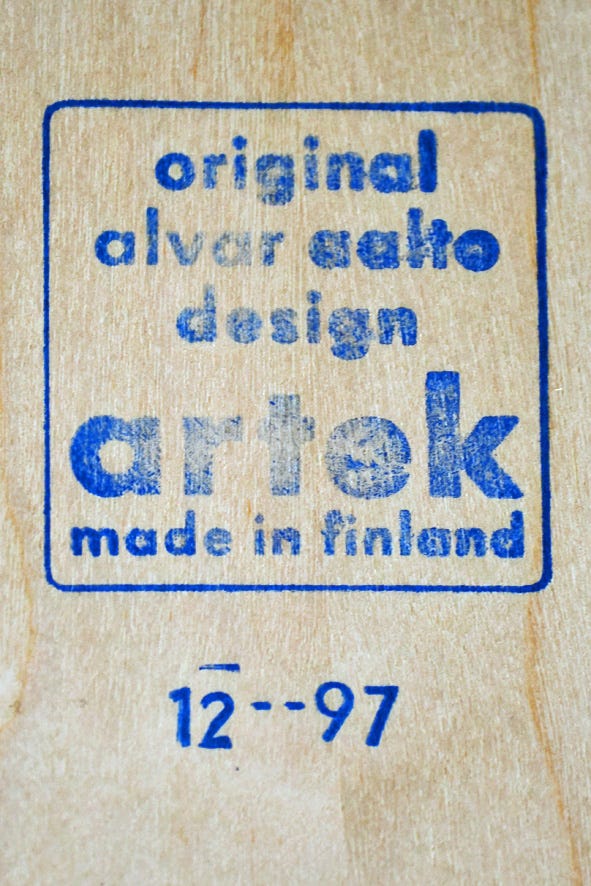 original
alvar aalto
design
artek
made in finland
12--97